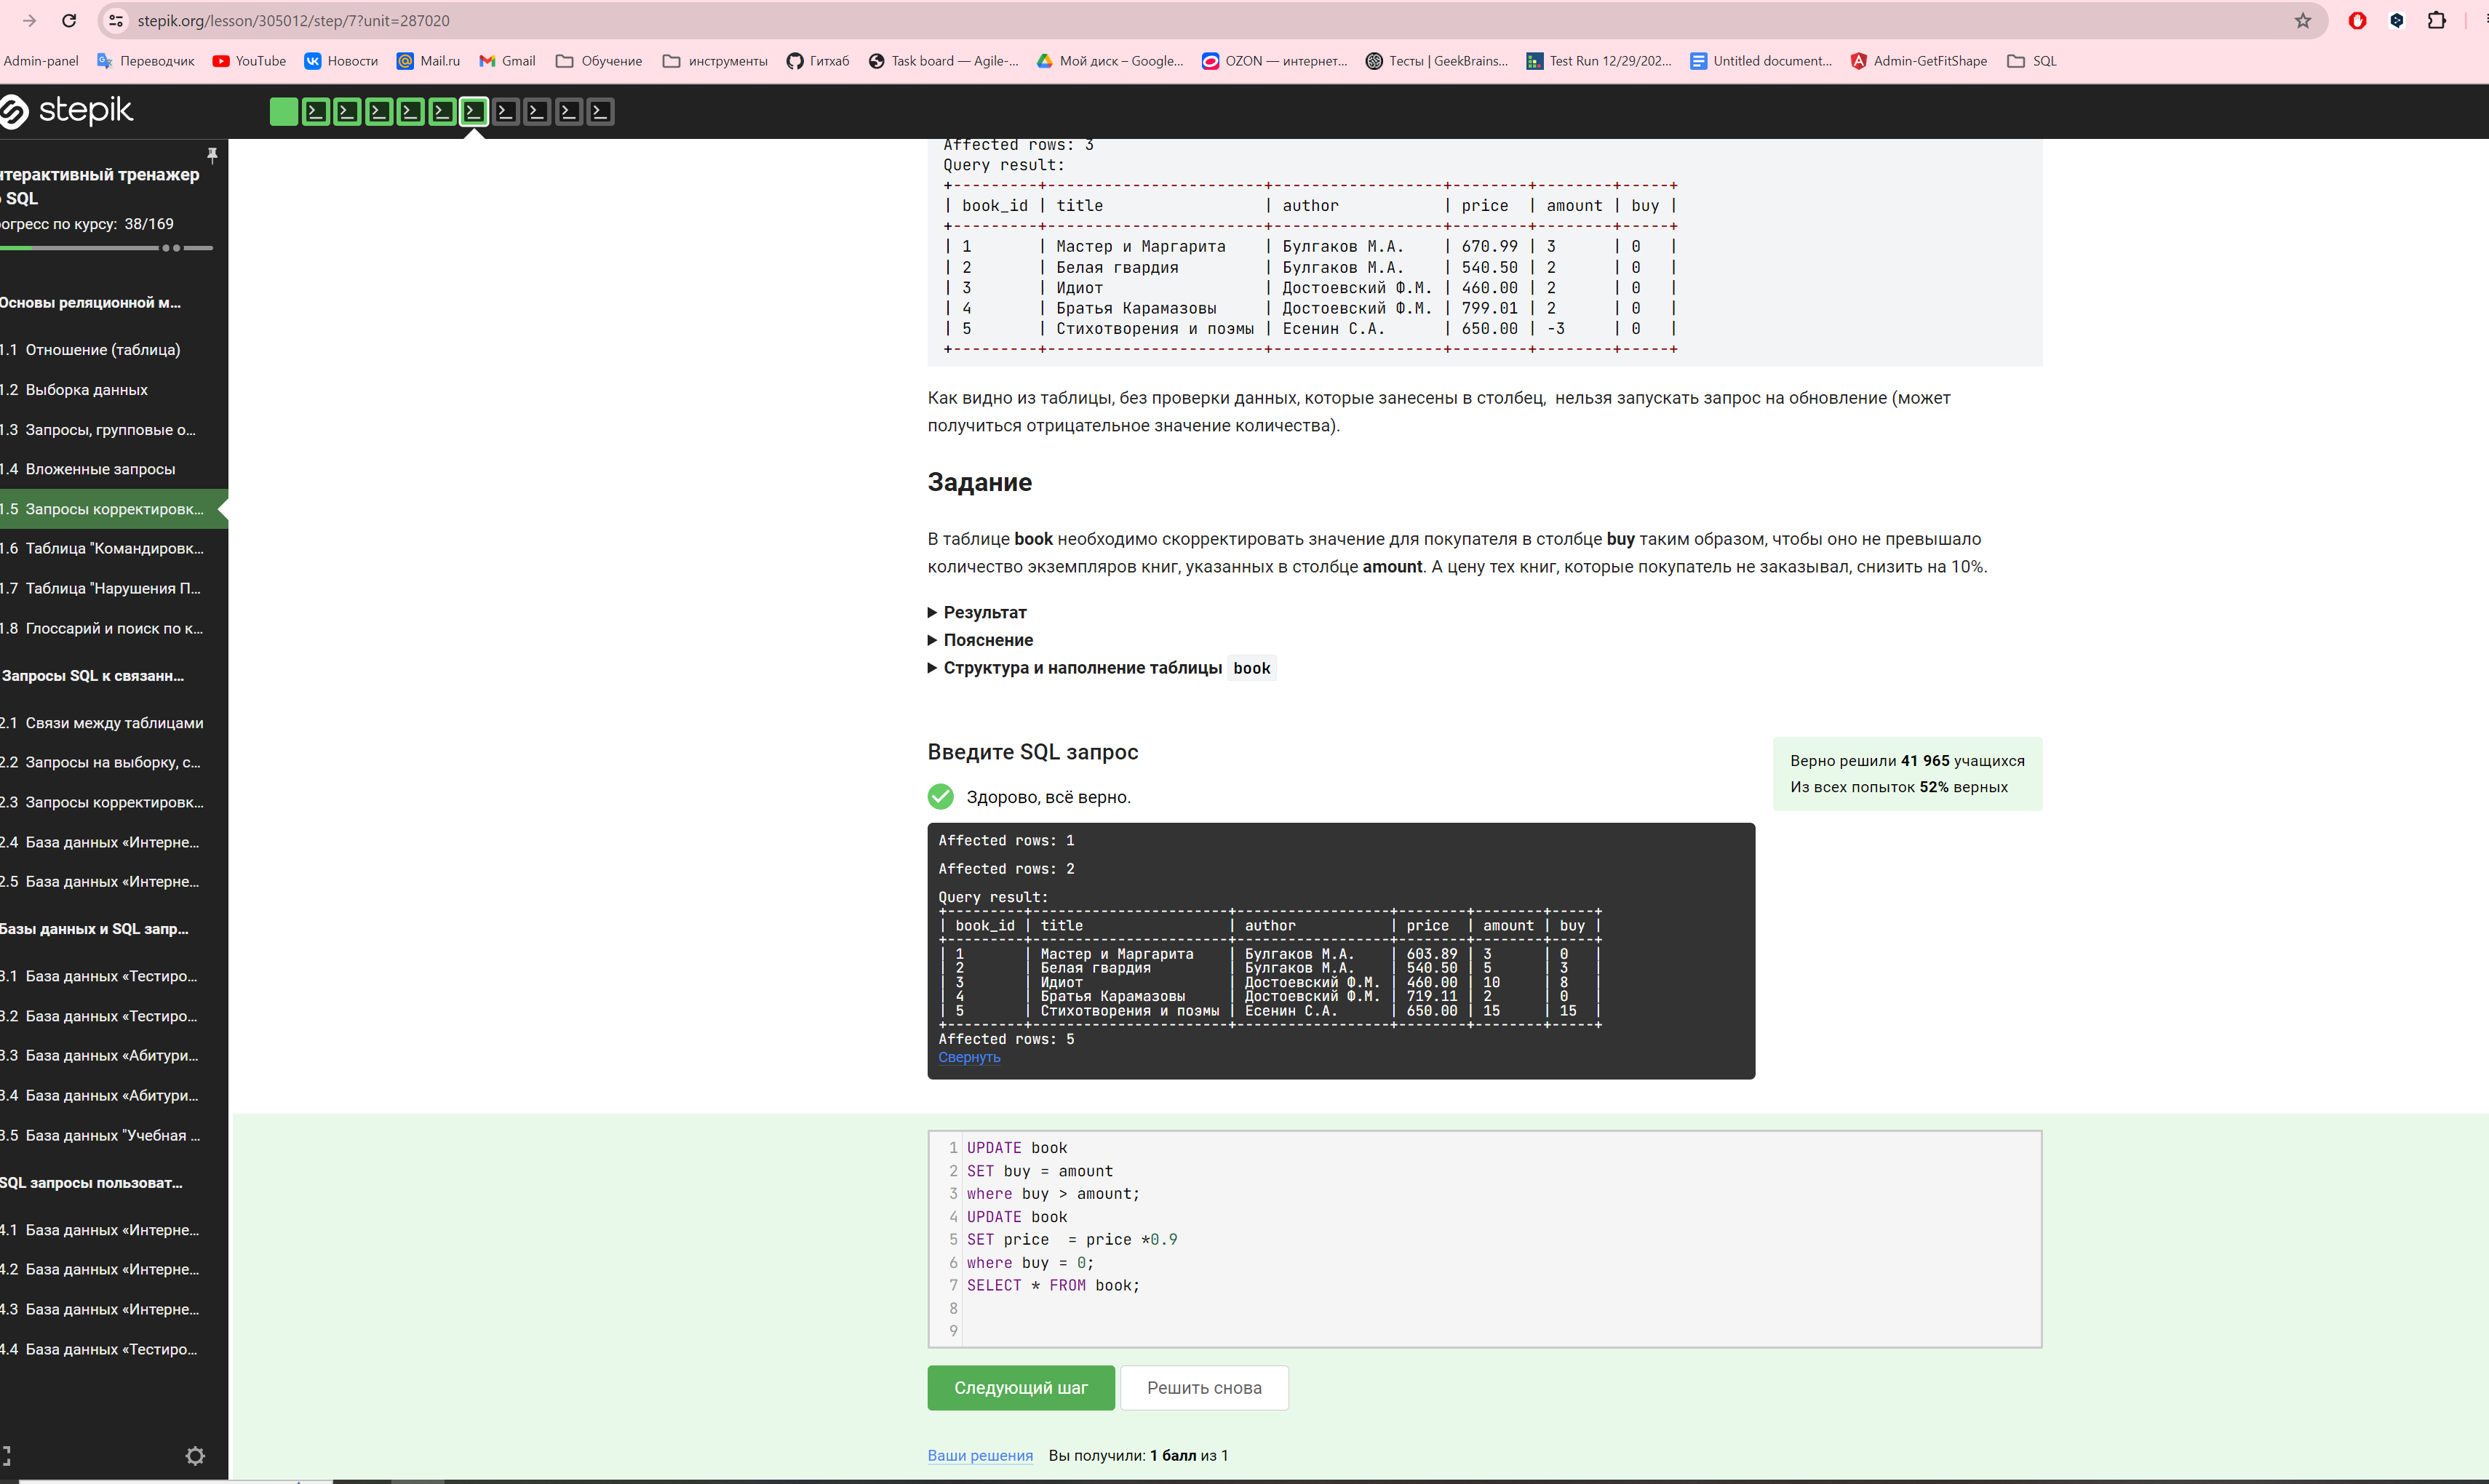 stepik.org/lesson/305012/step/7?unit=287020
Admin-panel Переводчик YouTube Новости Mail.ru Gmail Обучение инструменты Гитхаб Task board — Agile-... Мой диск – Google... OZON — интернет... Тесты | GeekBrains... Test Run 12/29/202... Untitled document... Admin-GetFitShape SQL
stepik
нтерактивный тренажер
о SQL
рогресс по курсу: 38/169
Основы реляционной м...
1.1 Отношение (таблица)
1.2 Выборка данных
1.3 Запросы, групповые о...
1.4 Вложенные запросы
1.5 Запросы корректировк...
1.6 Таблица "Командировк...
1.7 Таблица "Нарушения П...
1.8 Глоссарий и поиск по к...
Запросы SQL к связанн...
2.1 Связи между таблицами
2.2 Запросы на выборку, с...
2.3 Запросы корректировк...
2.4 База данных «Интерне...
2.5 База данных «Интерне...
Базы данных и SQL запр...
3.1 База данных «Тестиро...
3.2 База данных «Тестиро...
3.3 База данных «Абитури...
3.4 База данных «Абитури...
3.5 База данных "Учебная ...
SQL запросы пользоват...
4.1 База данных «Интерне...
4.2 База данных «Интерне...
4.3 База данных «Интерне...
4.4 База данных «Тестиро...
Affected rows: 3
Query result:
+---------+-----------------------+------------------+--------+--------+-----+
| book_id | title                 | author           | price  | amount | buy |
+---------+-----------------------+------------------+--------+--------+-----+
| 1       | Мастер и Маргарита    | Булгаков М.А.    | 670.99 | 3      | 0   |
| 2       | Белая гвардия         | Булгаков М.А.    | 540.50 | 2      | 0   |
| 3       | Идиот                 | Достоевский Ф.М. | 460.00 | 2      | 0   |
| 4       | Братья Карамазовы     | Достоевский Ф.М. | 799.01 | 2      | 0   |
| 5       | Стихотворения и поэмы | Есенин С.А.      | 650.00 | -3     | 0   |
+---------+-----------------------+------------------+--------+--------+-----+
Как видно из таблицы, без проверки данных, которые занесены в столбец, нельзя запускать запрос на обновление (может
получиться отрицательное значение количества).
Задание
В таблице book необходимо скорректировать значение для покупателя в столбце buy таким образом, чтобы оно не превышало
количество экземпляров книг, указанных в столбце amount. А цену тех книг, которые покупатель не заказывал, снизить на 10%.
Результат
Пояснение
Структура и наполнение таблицы book
Введите SQL запрос
Верно решили 41 965 учащихся
Из всех попыток 52% верных
Здорово, всё верно.
Affected rows: 1
Affected rows: 2
Query result:
+---------+-----------------------+------------------+--------+--------+-----+
| book_id | title                 | author           | price  | amount | buy |
+---------+-----------------------+------------------+--------+--------+-----+
| 1       | Мастер и Маргарита    | Булгаков М.А.    | 603.89 | 3      | 0   |
| 2       | Белая гвардия         | Булгаков М.А.    | 540.50 | 5      | 3   |
| 3       | Идиот                 | Достоевский Ф.М. | 460.00 | 10     | 8   |
| 4       | Братья Карамазовы     | Достоевский Ф.М. | 719.11 | 2      | 0   |
| 5       | Стихотворения и поэмы | Есенин С.А.      | 650.00 | 15     | 15  |
+---------+-----------------------+------------------+--------+--------+-----+
Affected rows: 5
Свернуть
1 UPDATE book
2 SET buy = amount
3 where buy > amount;
4 UPDATE book
5 SET price  = price *0.9
6 where buy = 0;
7 SELECT * FROM book;
8
9
Следующий шаг Решить снова
Ваши решения Вы получили: 1 балл из 1